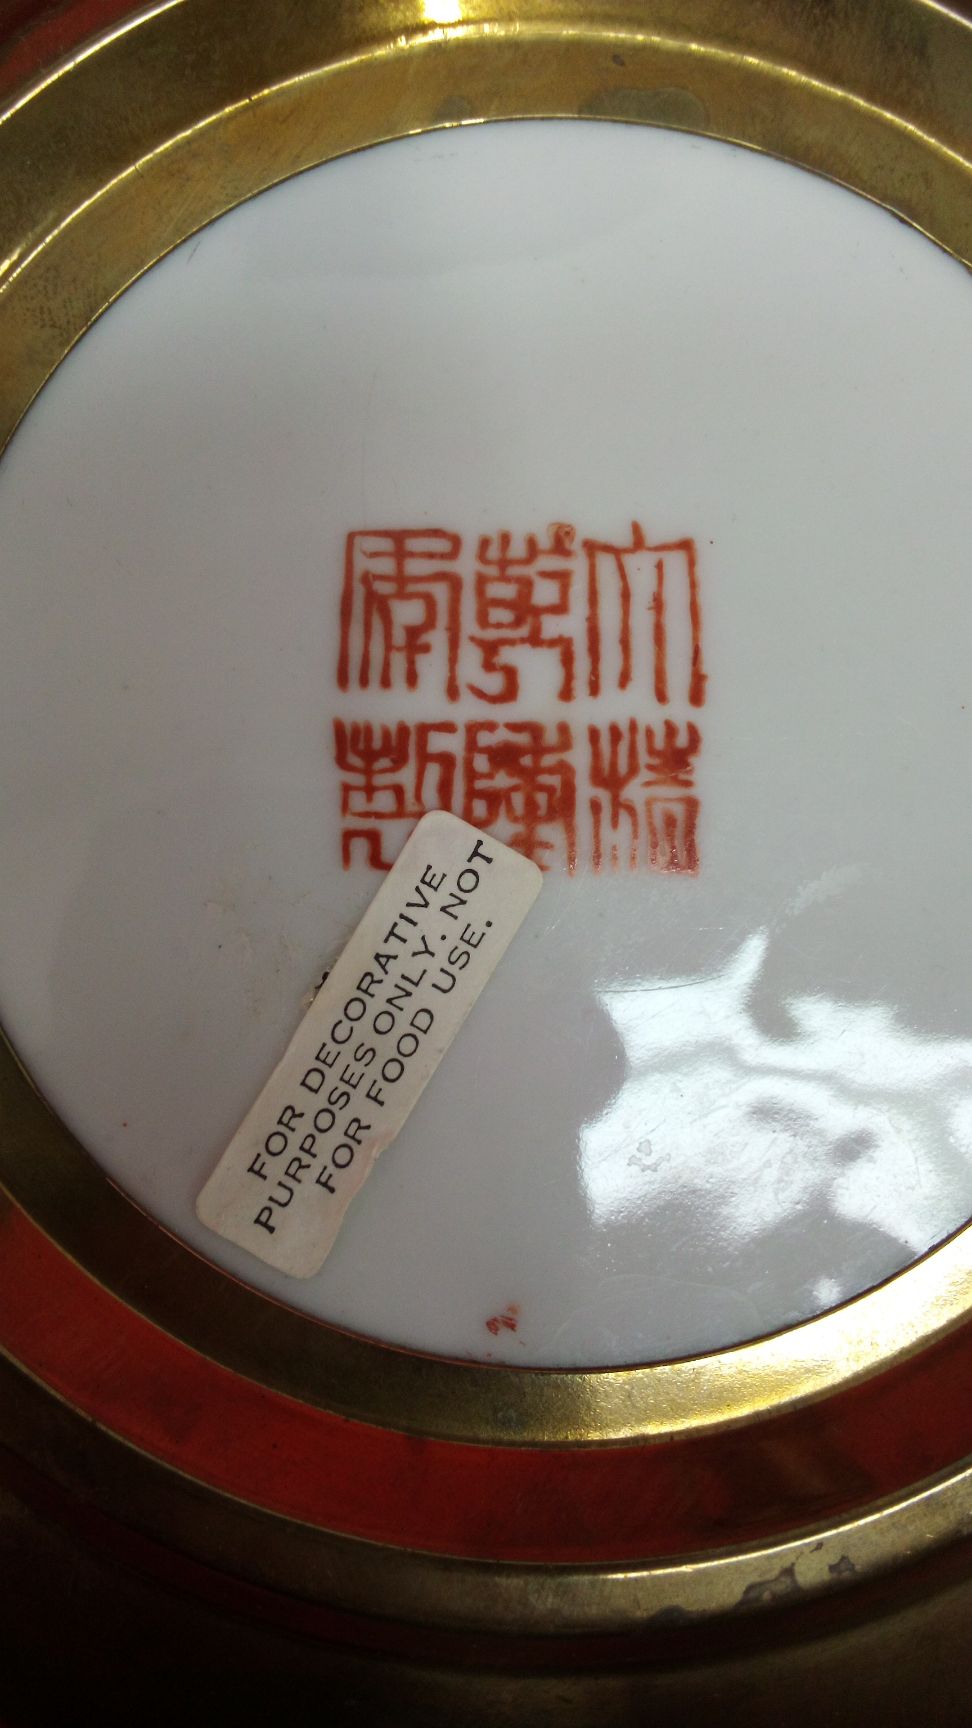 大清
乾隆
年製
FOR DECORATIVE
PURPOSES ONLY. NOT
FOR FOOD USE.